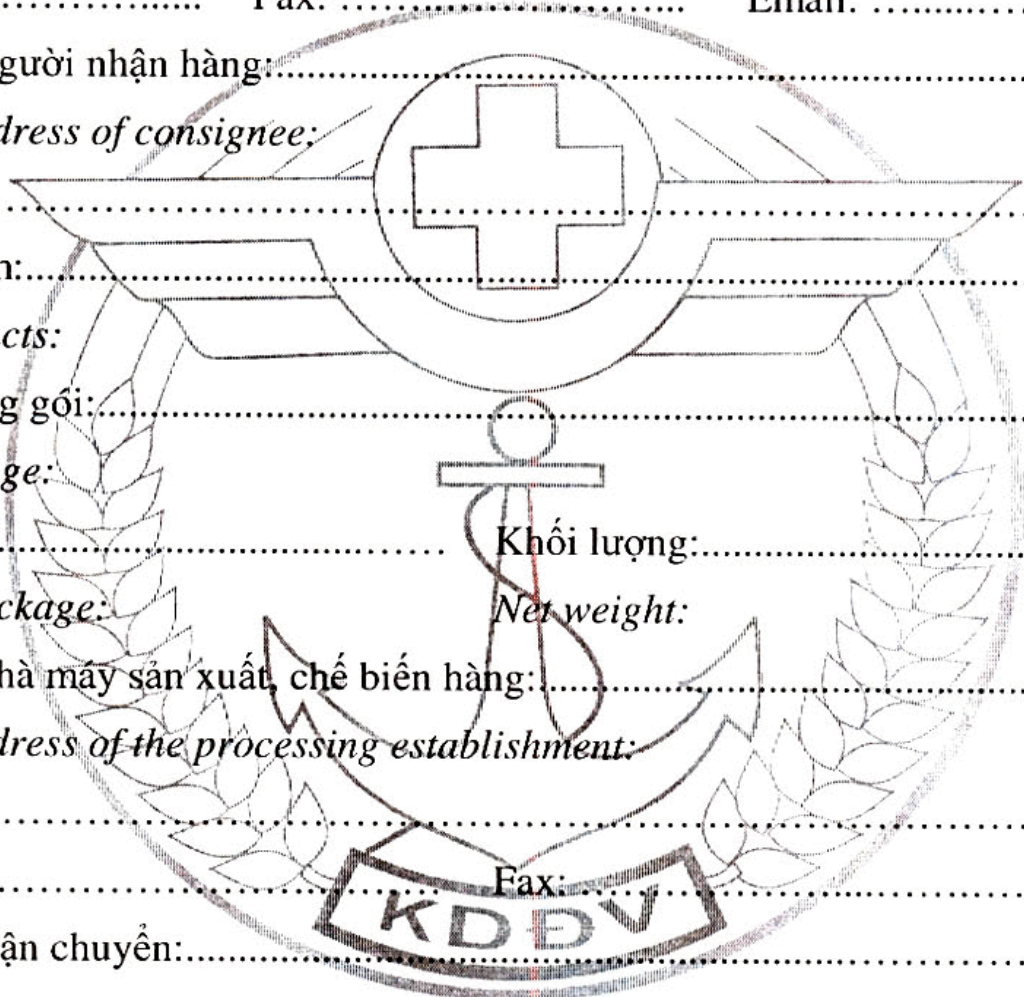 Fax: Email:
gười nhận hàng:
dress of consignee:
n:
cts:
g gói:
ge:
Khối lượng:
ckage: Net weight:
hà máy sản xuất, chế biến hàng:
dress of the processing establishment:
Fax:
KDĐV
ận chuyển: